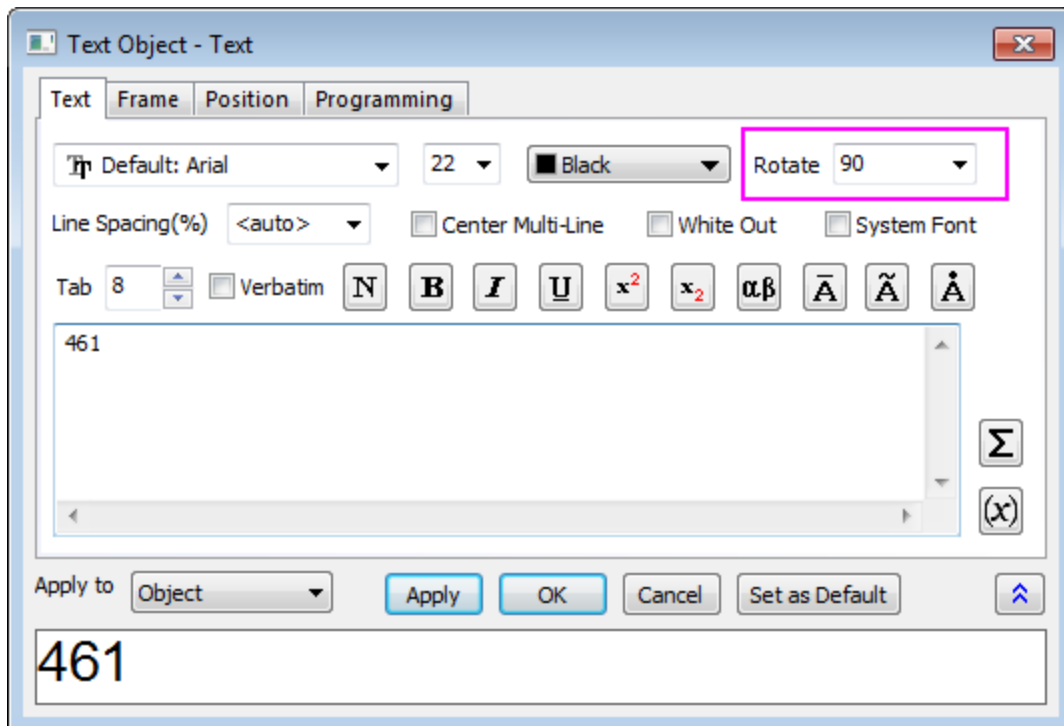 Text Object - Text
Text Frame Position Programming
Default: Arial 22 Black Rotate 90
Line Spacing(%) <auto> Center Multi-Line White Out System Font
Tab 8 Verbatim N B I U x² x₂ αβ Ā Ã Å
461
Σ
(x)
Apply to Object Apply OK Cancel Set as Default
461